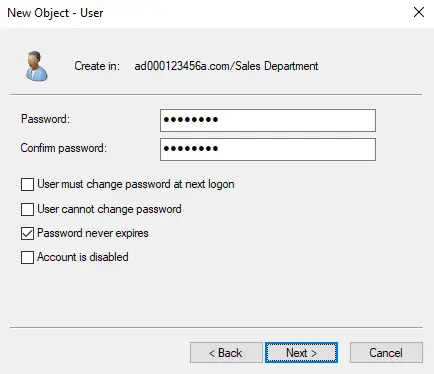 New Object - User
Create in: ad000123456a.com/Sales Department
Password: ●●●●●●●●
Confirm password: ●●●●●●●●
User must change password at next logon
User cannot change password
Password never expires
Account is disabled
< Back Next > Cancel